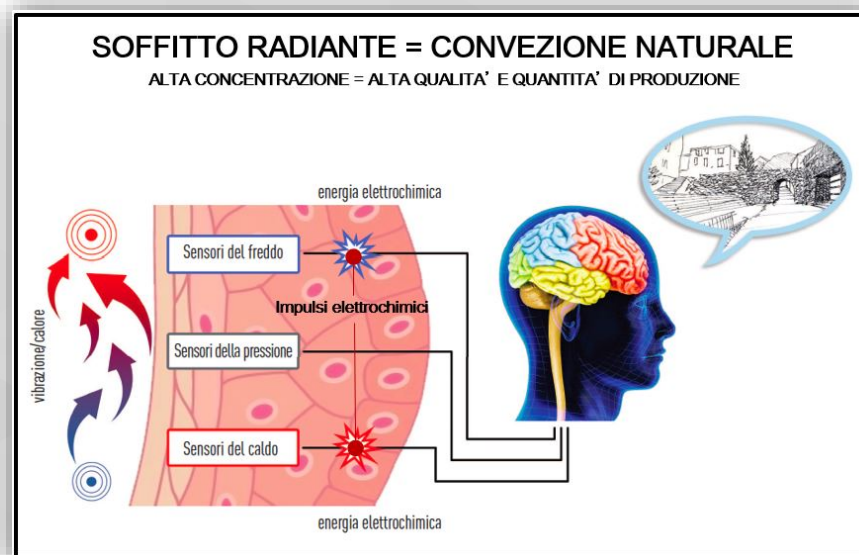 SOFFITTO RADIANTE = CONVEZIONE NATURALE
ALTA CONCENTRAZIONE = ALTA QUALITA' E QUANTITA' DI PRODUZIONE
energia elettrochimica
Sensori del freddo
Impulsi elettrochimici
vibrazione/calore
Sensori della pressione
Sensori del caldo
energia elettrochimica